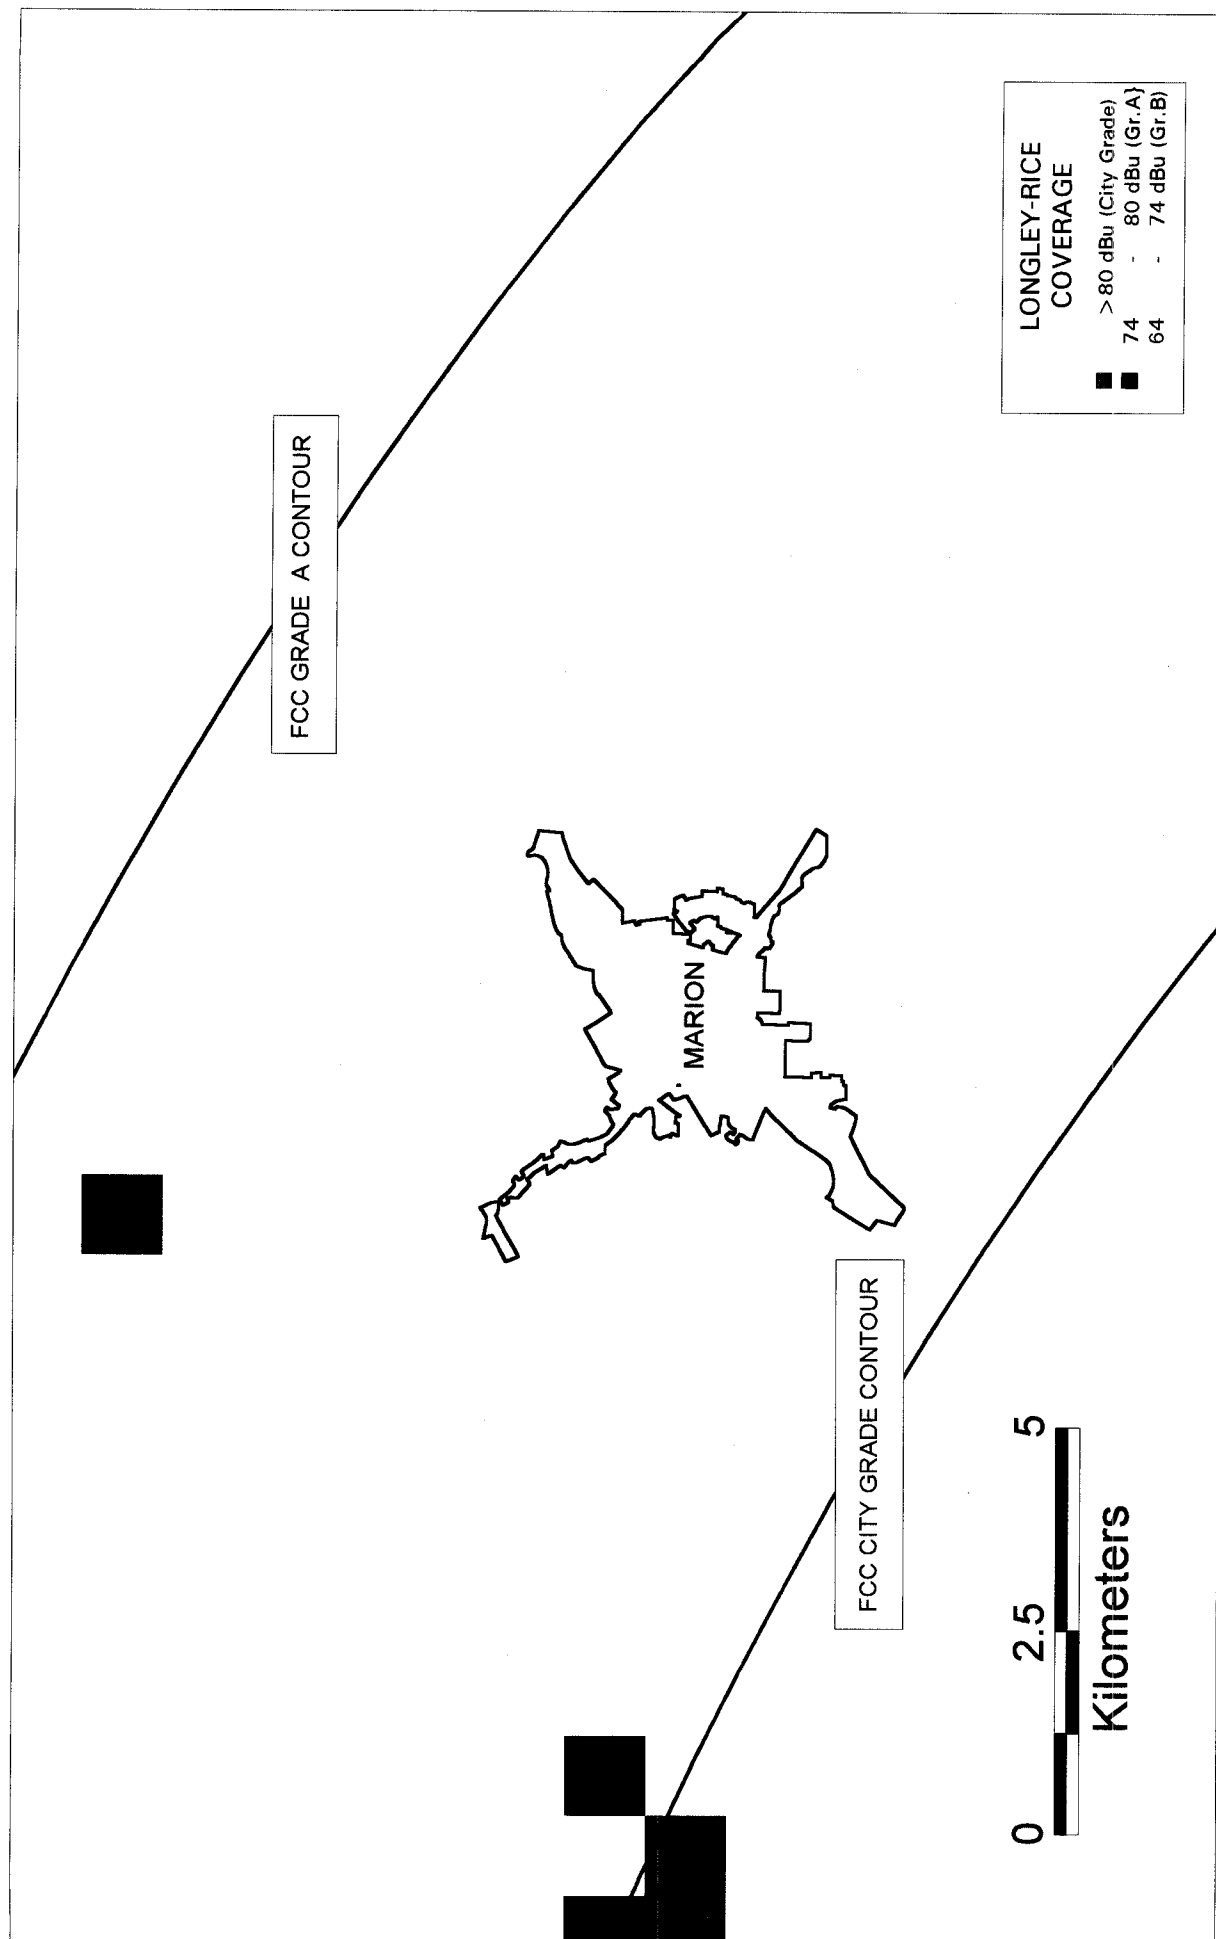 FCC GRADE A CONTOUR
MARION
FCC CITY GRADE CONTOUR
0 2.5 5
Kilometers
LONGLEY-RICE
COVERAGE
>80 dBu (City Grade)
74 - 80 dBu (Gr.A}
64 - 74 dBu (Gr.B)